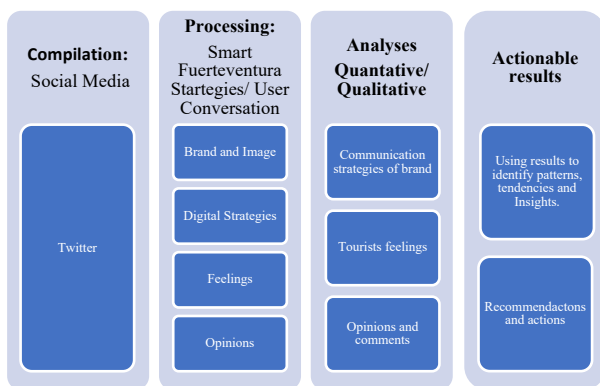 Compilation:
Social Media
Twitter
Processing:
Smart
Fuerteventura
Startegies/ User
Conversation
Brand and Image
Digital Strategies
Feelings
Opinions
Analyses
Quantative/
Qualitative
Communication
strategies of brand
Tourists feelings
Opinions and
comments
Actionable
results
Using results to
identify patterns,
tendencies and
Insights.
Recommendactons
and actions